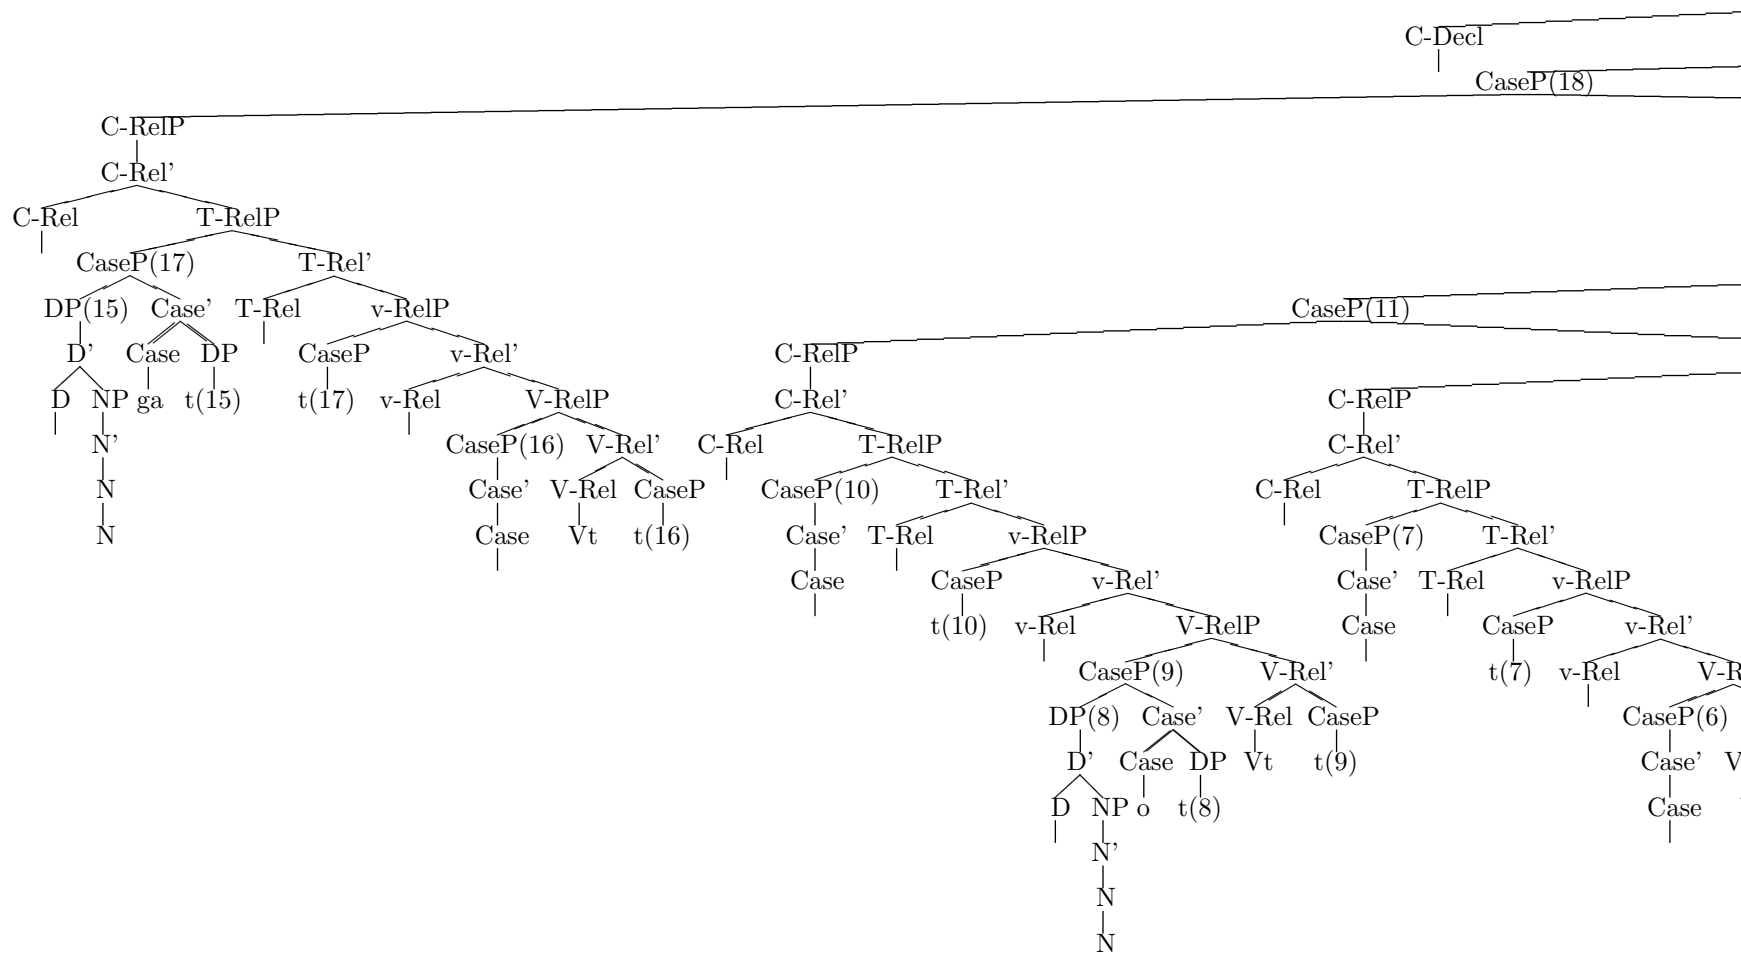 C-Decl
CaseP(18)
C-RelP
C-Rel’
C-Rel T-RelP
CaseP(17) T-Rel’
DP(15) Case’ T-Rel v-RelP CaseP(11)
D’ Case DP CaseP v-Rel’ C-RelP
D NP ga t(15) t(17) v-Rel V-RelP C-Rel’ C-RelP
N’ CaseP(16) V-Rel’ C-Rel T-RelP C-Rel’
N Case’ V-Rel CaseP CaseP(10) T-Rel’ C-Rel T-RelP
N Case Vt t(16) Case’ T-Rel v-RelP CaseP(7) T-Rel’
Case CaseP v-Rel’ Case’ T-Rel v-RelP
t(10) v-Rel V-RelP Case CaseP v-Rel’
CaseP(9) V-Rel’ t(7) v-Rel
DP(8) Case’ V-Rel CaseP CaseP(6)
D’ Case DP Vt t(9) Case’
D NP o t(8) Case
N’
N
N